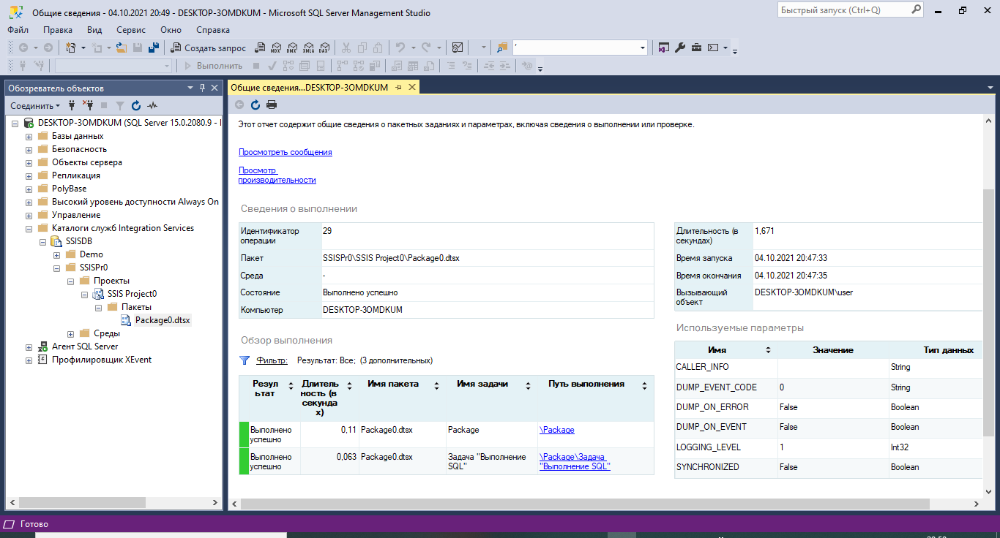 Общие сведения - 04.10.2021 20:49 - DESKTOP-3OMDKUM - Microsoft SQL Server Management Studio
Быстрый запуск (Ctrl+Q)
Файл Правка Вид Сервис Окно Справка
Создать запрос MDX DMX XMLA DAX
Выполнить
Обозреватель объектов
Соединить
DESKTOP-3OMDKUM (SQL Server 15.0.2080.9 -
Базы данных
Безопасность
Объекты сервера
Репликация
PolyBase
Высокий уровень доступности Always On
Управление
Каталоги служб Integration Services
SSISDB
Demo
SSISPr0
Проекты
SSIS Project0
Пакеты
Package0.dtsx
Среды
Агент SQL Server
Профилировщик XEvent
Общие сведения...DESKTOP-3OMDKUM
Этот отчет содержит общие сведения о пакетных заданиях и параметрах, включая сведения о выполнении или проверке.
Просмотреть сообщения
Просмотр
производительности
Сведения о выполнении
Идентификатор операции 29
Пакет SSISPr0\SSIS Project0\Package0.dtsx
Среда -
Состояние Выполнено успешно
Компьютер DESKTOP-3OMDKUM
Длительность (в секундах) 1,671
Время запуска 04.10.2021 20:47:33
Время окончания 04.10.2021 20:47:35
Вызывающий объект DESKTOP-3OMDKUM\user
Обзор выполнения
Фильтр: Результат: Все; (3 дополнительных)
Резул
ьтат
Длитель
ность (в
секунда
х)
Имя пакета Имя задачи Путь выполнения
Выполнено успешно 0,11 Package0.dtsx Package \Package
Выполнено успешно 0,063 Package0.dtsx Задача "Выполнение SQL" \Package\Задача "Выполнение SQL"
Используемые параметры
Имя Значение Тип данных
CALLER_INFO String
DUMP_EVENT_CODE 0 String
DUMP_ON_ERROR False Boolean
DUMP_ON_EVENT False Boolean
LOGGING_LEVEL 1 Int32
SYNCHRONIZED False Boolean
Готово